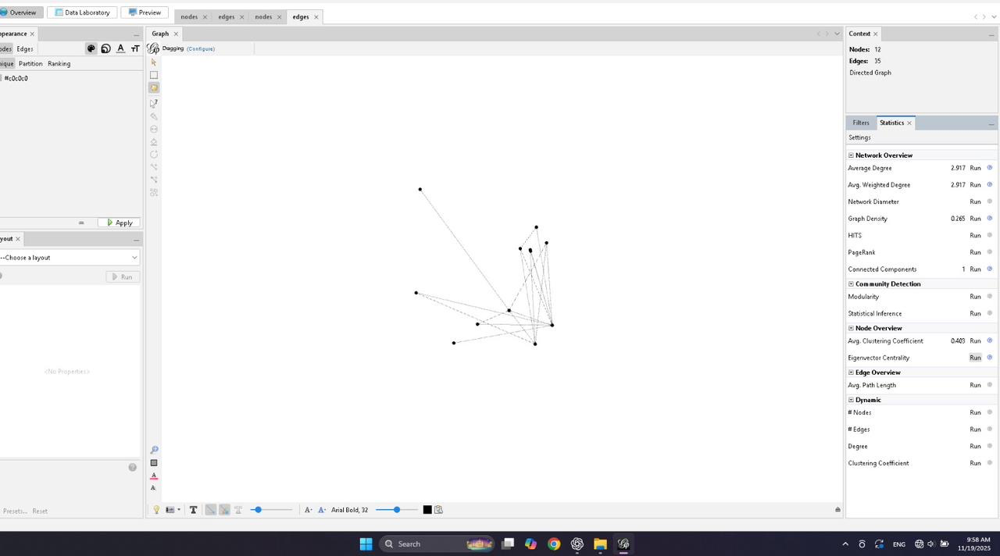 Overview
Data Laboratory
Preview
nodes
edges
nodes
edges
ppearance
Nodes Edges
nique Partition Ranking
#c0c0c0
Apply
yout
--Choose a layout
Run
<No Properties>
Presets... Reset
Graph
Dragging (Configure)
Arial Bold, 32
Context
Nodes: 12
Edges: 35
Directed Graph
Filters
Statistics
Settings
Network Overview
Average Degree 2.917 Run
Avg. Weighted Degree 2.917 Run
Network Diameter Run
Graph Density 0.265 Run
HITS Run
PageRank Run
Connected Components 1 Run
Community Detection
Modularity Run
Statistical Inference Run
Node Overview
Avg. Clustering Coefficient 0.403 Run
Eigenvector Centrality Run
Edge Overview
Avg. Path Length Run
Dynamic
# Nodes Run
# Edges Run
Degree Run
Clustering Coefficient Run
Search
ENG
9:58 AM
11/19/2025